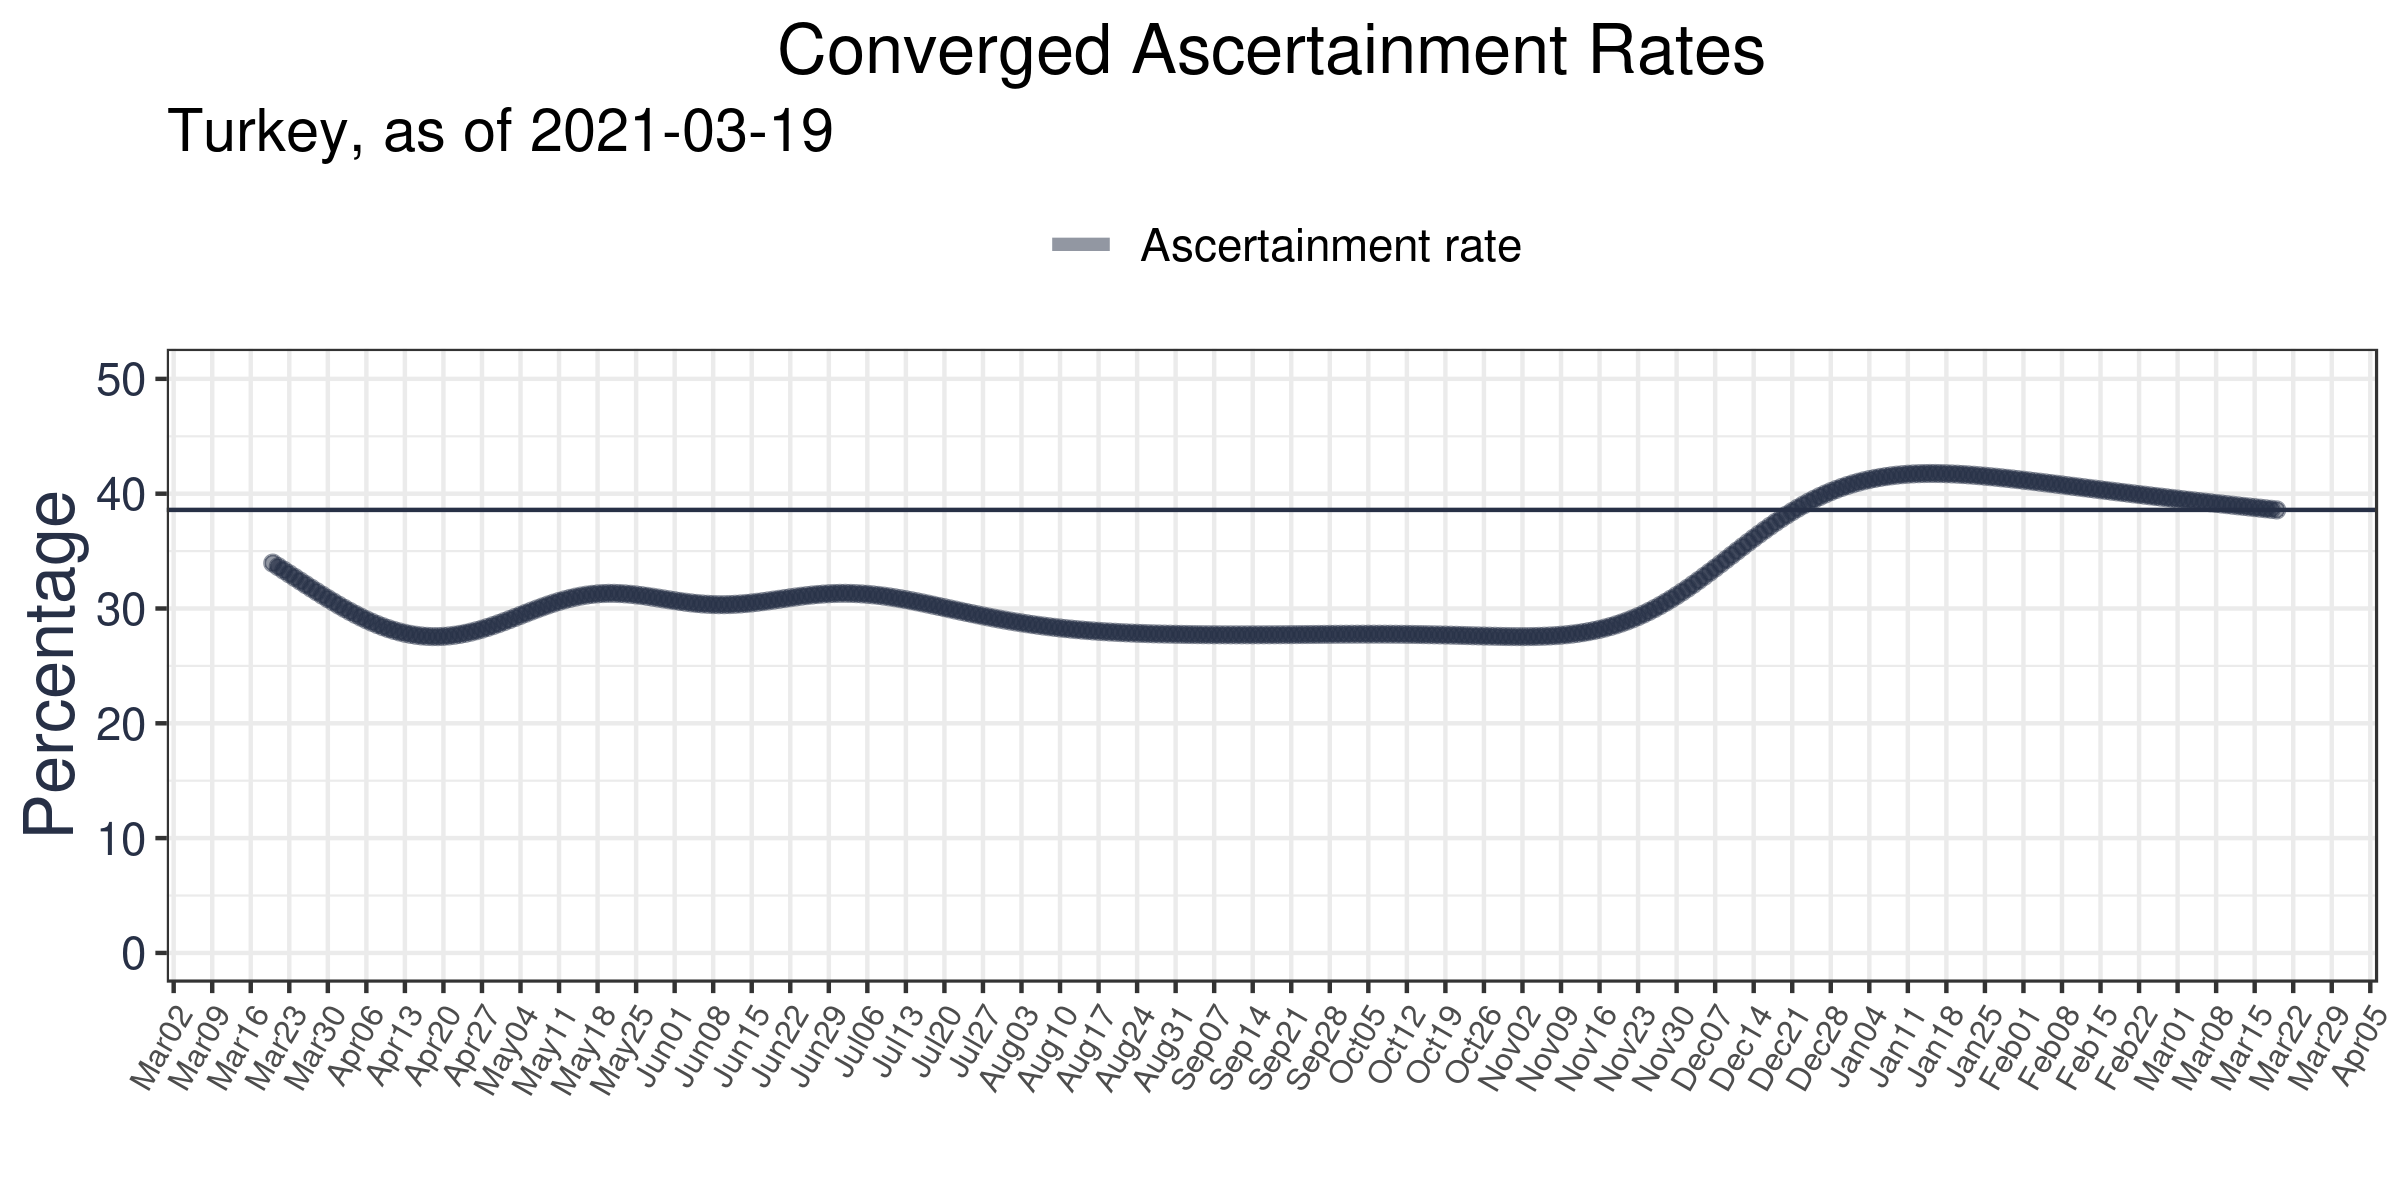 Converged Ascertainment Rates
Turkey, as of 2021-03-19
Ascertainment rate
Percentage
50
40
30
20
10
0
Mar02
Mar09
Mar16
Mar23
Mar30
Apr06
Apr13
Apr20
Apr27
May04
May11
May18
May25
Jun01
Jun08
Jun15
Jun22
Jun29
Jul06
Jul13
Jul20
Jul27
Aug03
Aug10
Aug17
Aug24
Aug31
Sep07
Sep14
Sep21
Sep28
Oct05
Oct12
Oct19
Oct26
Nov02
Nov09
Nov16
Nov23
Nov30
Dec07
Dec14
Dec21
Dec28
Jan04
Jan11
Jan18
Jan25
Feb01
Feb08
Feb15
Feb22
Mar01
Mar08
Mar15
Mar22
Mar29
Apr05